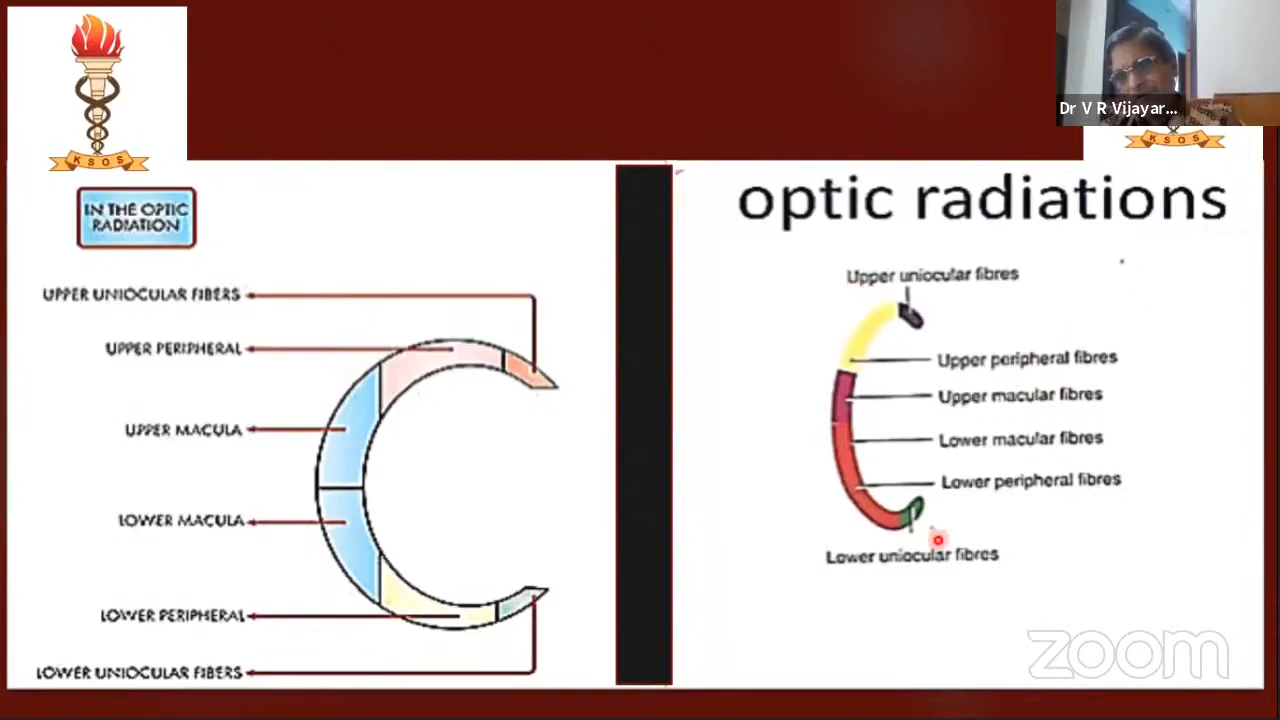 KSOS
Dr V R Vijayar...
KSOS
IN THE OPTIC
RADIATION
UPPER UNIOCULAR FIBERS
UPPER PERIPHERAL
UPPER MACULA
LOWER MACULA
LOWER PERIPHERAL
LOWER UNIOCULAR FIBERS
optic radiations
Upper uniocular fibres
Upper peripheral fibres
Upper macular fibres
Lower macular fibres
Lower peripheral fibres
Lower uniocular fibres
zoom